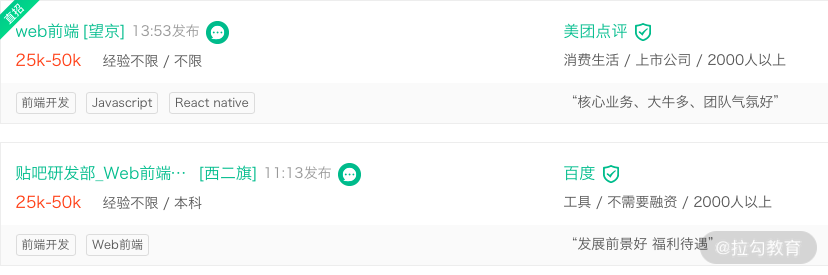 直招
web前端 [望京] 13:53发布 美团点评
25k-50k 经验不限 / 不限 消费生活 / 上市公司 / 2000人以上
前端开发 Javascript React native “核心业务、大牛多、团队气氛好”
贴吧研发部_Web前端… [西二旗] 11:13发布 百度
25k-50k 经验不限 / 本科 工具 / 不需要融资 / 2000人以上
前端开发 Web前端 “发展前景好 福利待遇”
@拉勾教育